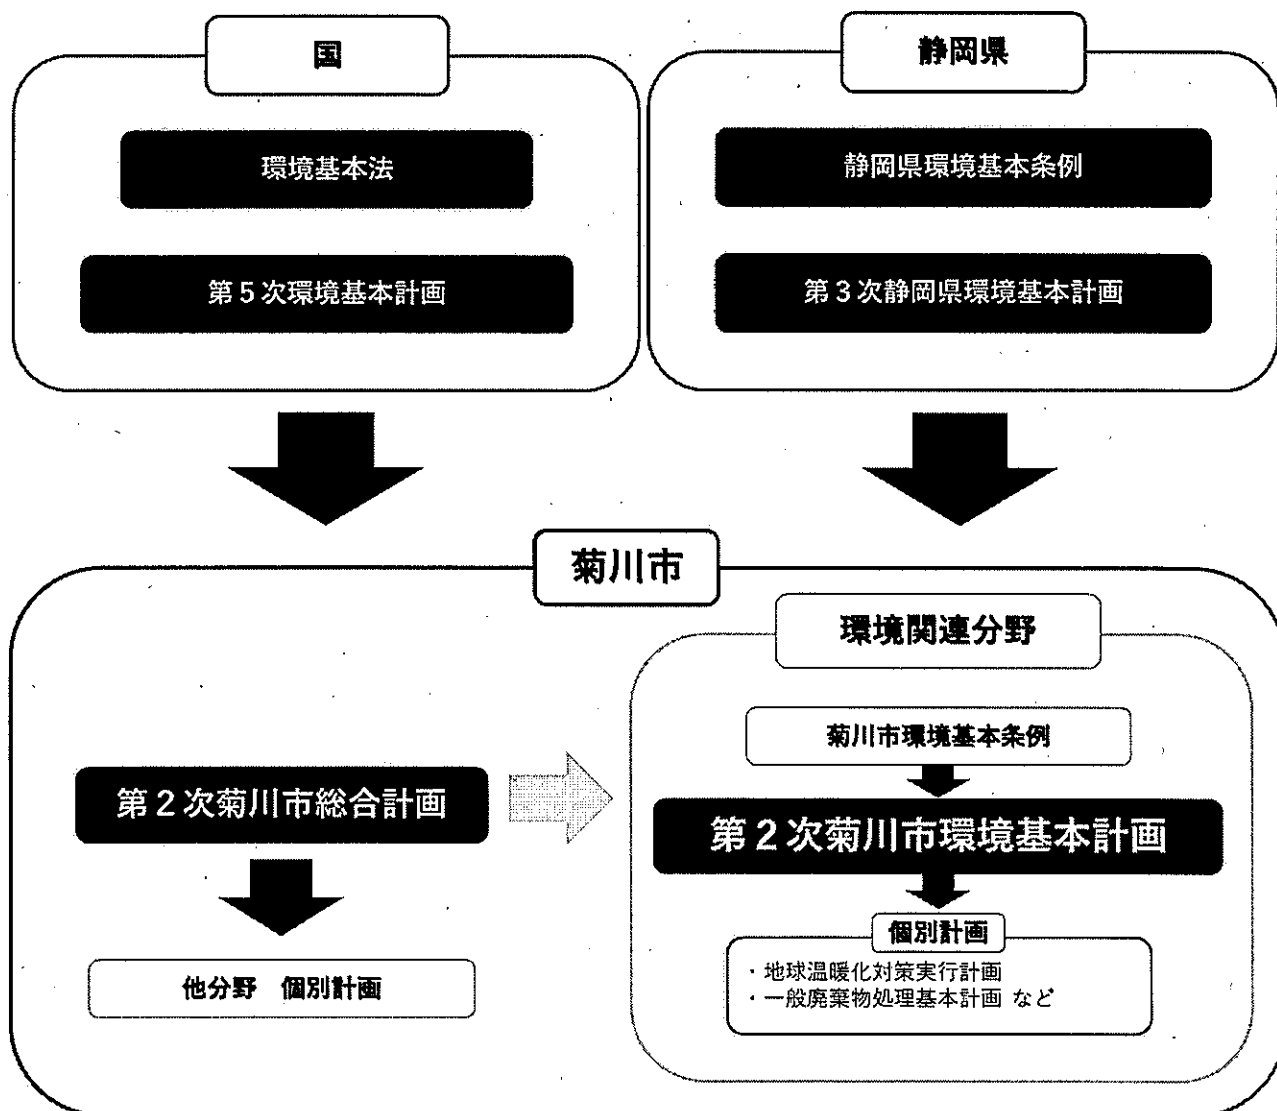 国
環境基本法
第5次環境基本計画
静岡県
静岡県環境基本条例
第3次静岡県環境基本計画
菊川市
第2次菊川市総合計画
他分野　個別計画
環境関連分野
菊川市環境基本条例
第2次菊川市環境基本計画
個別計画
・地球温暖化対策実行計画
・一般廃棄物処理基本計画 など